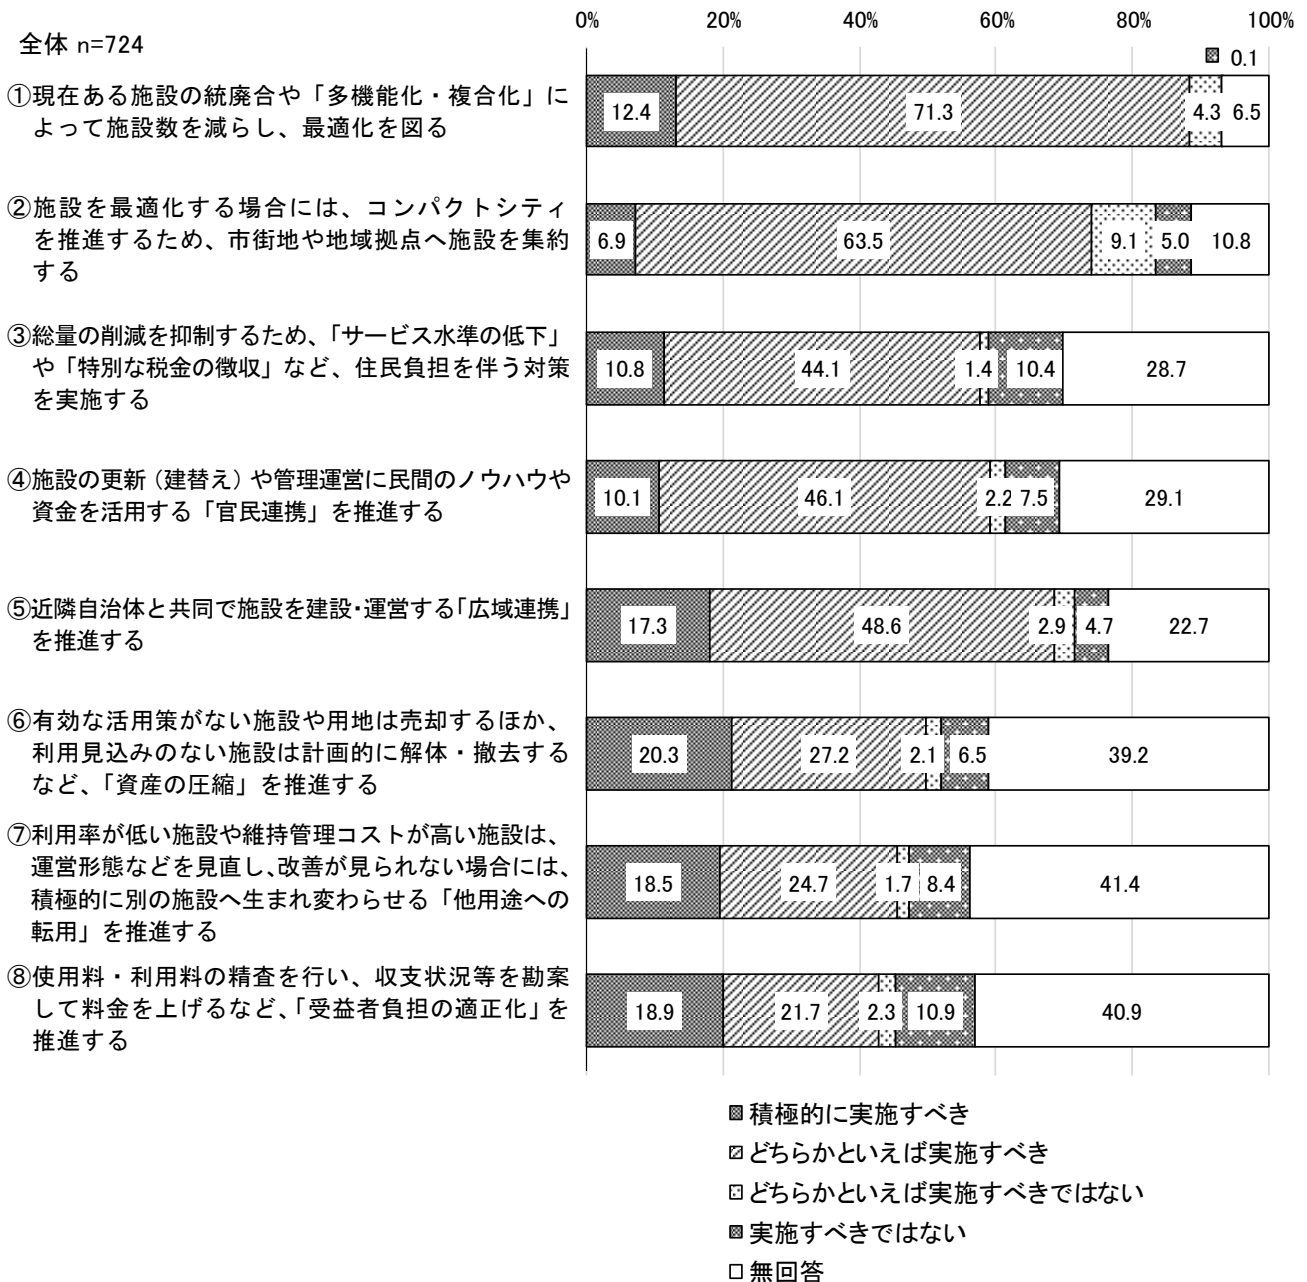 0% 20% 40% 60% 80% 100%
全体 n=724
0.1
①現在ある施設の統廃合や「多機能化・複合化」に
よって施設数を減らし、最適化を図る
12.4 71.3 4.3 6.5
②施設を最適化する場合には、コンパクトシティ
を推進するため、市街地や地域拠点へ施設を集約
する
6.9 63.5 9.1 5.0 10.8
③総量の削減を抑制するため、「サービス水準の低下」
や「特別な税金の徴収」など、住民負担を伴う対策
を実施する
10.8 44.1 1.4 10.4 28.7
④施設の更新（建替え）や管理運営に民間のノウハウや
資金を活用する「官民連携」を推進する
10.1 46.1 2.2 7.5 29.1
⑤近隣自治体と共同で施設を建設・運営する「広域連携」
を推進する
17.3 48.6 2.9 4.7 22.7
⑥有効な活用策がない施設や用地は売却するほか、
利用見込みのない施設は計画的に解体・撤去する
など、「資産の圧縮」を推進する
20.3 27.2 2.1 6.5 39.2
⑦利用率が低い施設や維持管理コストが高い施設は、
運営形態などを見直し、改善が見られない場合には、
積極的に別の施設へ生まれ変わらせる「他用途への
転用」を推進する
18.5 24.7 1.7 8.4 41.4
⑧使用料・利用料の精査を行い、収支状況等を勘案
して料金を上げるなど、「受益者負担の適正化」を
推進する
18.9 21.7 2.3 10.9 40.9
積極的に実施すべき
どちらかといえば実施すべき
どちらかといえば実施すべきではない
実施すべきではない
無回答